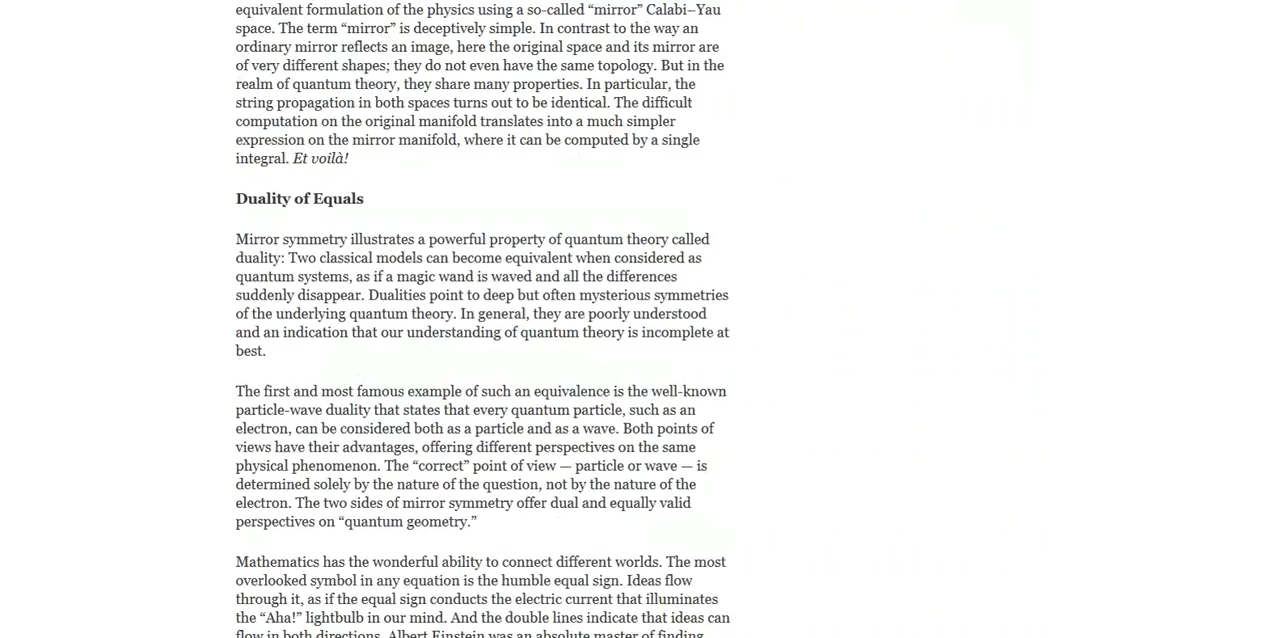 equivalent formulation of the physics using a so-called “mirror” Calabi–Yau
space. The term “mirror” is deceptively simple. In contrast to the way an
ordinary mirror reflects an image, here the original space and its mirror are
of very different shapes; they do not even have the same topology. But in the
realm of quantum theory, they share many properties. In particular, the
string propagation in both spaces turns out to be identical. The difficult
computation on the original manifold translates into a much simpler
expression on the mirror manifold, where it can be computed by a single
integral. Et voilà!
Duality of Equals
Mirror symmetry illustrates a powerful property of quantum theory called
duality: Two classical models can become equivalent when considered as
quantum systems, as if a magic wand is waved and all the differences
suddenly disappear. Dualities point to deep but often mysterious symmetries
of the underlying quantum theory. In general, they are poorly understood
and an indication that our understanding of quantum theory is incomplete at
best.
The first and most famous example of such an equivalence is the well-known
particle-wave duality that states that every quantum particle, such as an
electron, can be considered both as a particle and as a wave. Both points of
views have their advantages, offering different perspectives on the same
physical phenomenon. The “correct” point of view — particle or wave — is
determined solely by the nature of the question, not by the nature of the
electron. The two sides of mirror symmetry offer dual and equally valid
perspectives on “quantum geometry.”
Mathematics has the wonderful ability to connect different worlds. The most
overlooked symbol in any equation is the humble equal sign. Ideas flow
through it, as if the equal sign conducts the electric current that illuminates
the “Aha!” lightbulb in our mind. And the double lines indicate that ideas can
flow in both directions. Albert Einstein was an absolute master of finding